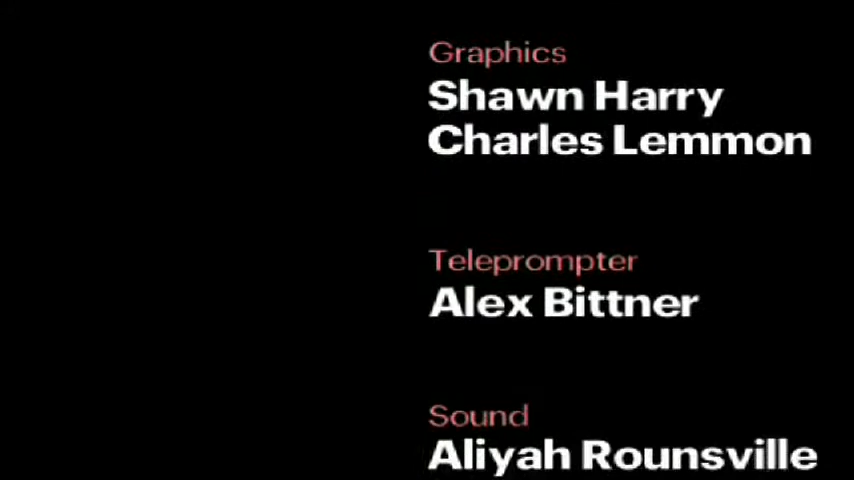 Graphics
Shawn Harry
Charles Lemmon
Teleprompter
Alex Bittner
Sound
Aliyah Rounsville